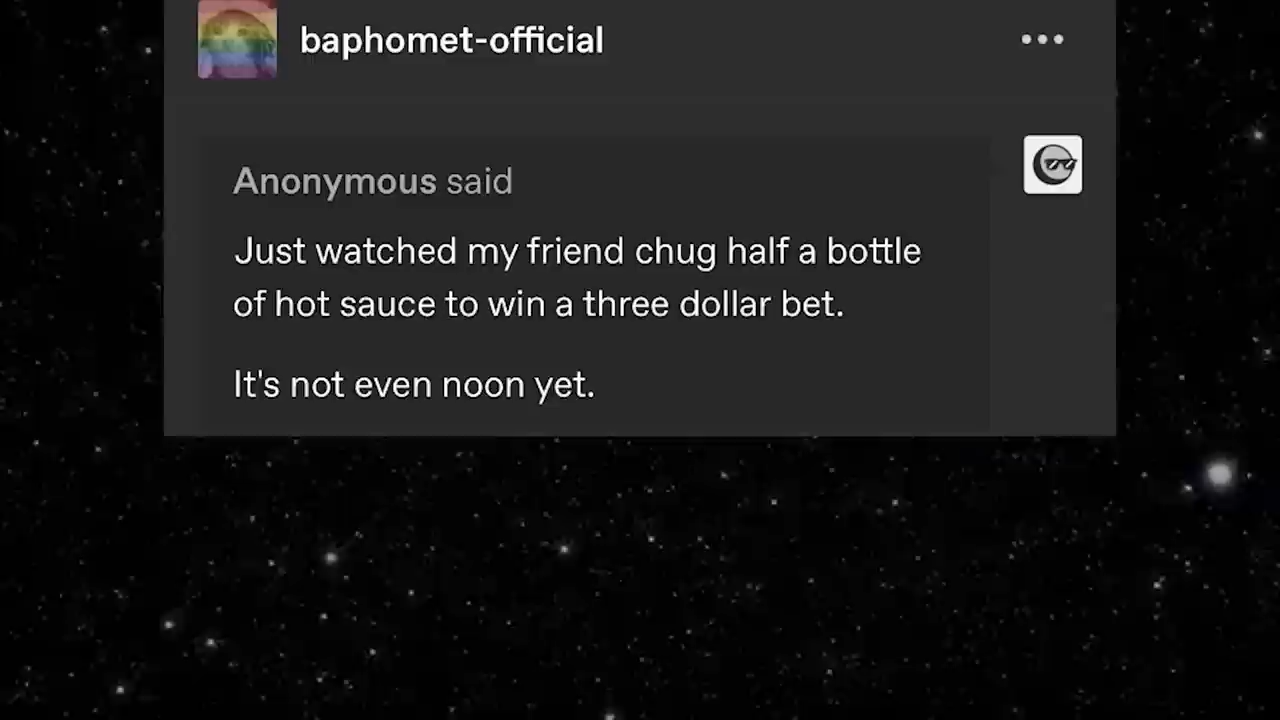 baphomet-official
Anonymous said
Just watched my friend chug half a bottle
of hot sauce to win a three dollar bet.
It's not even noon yet.